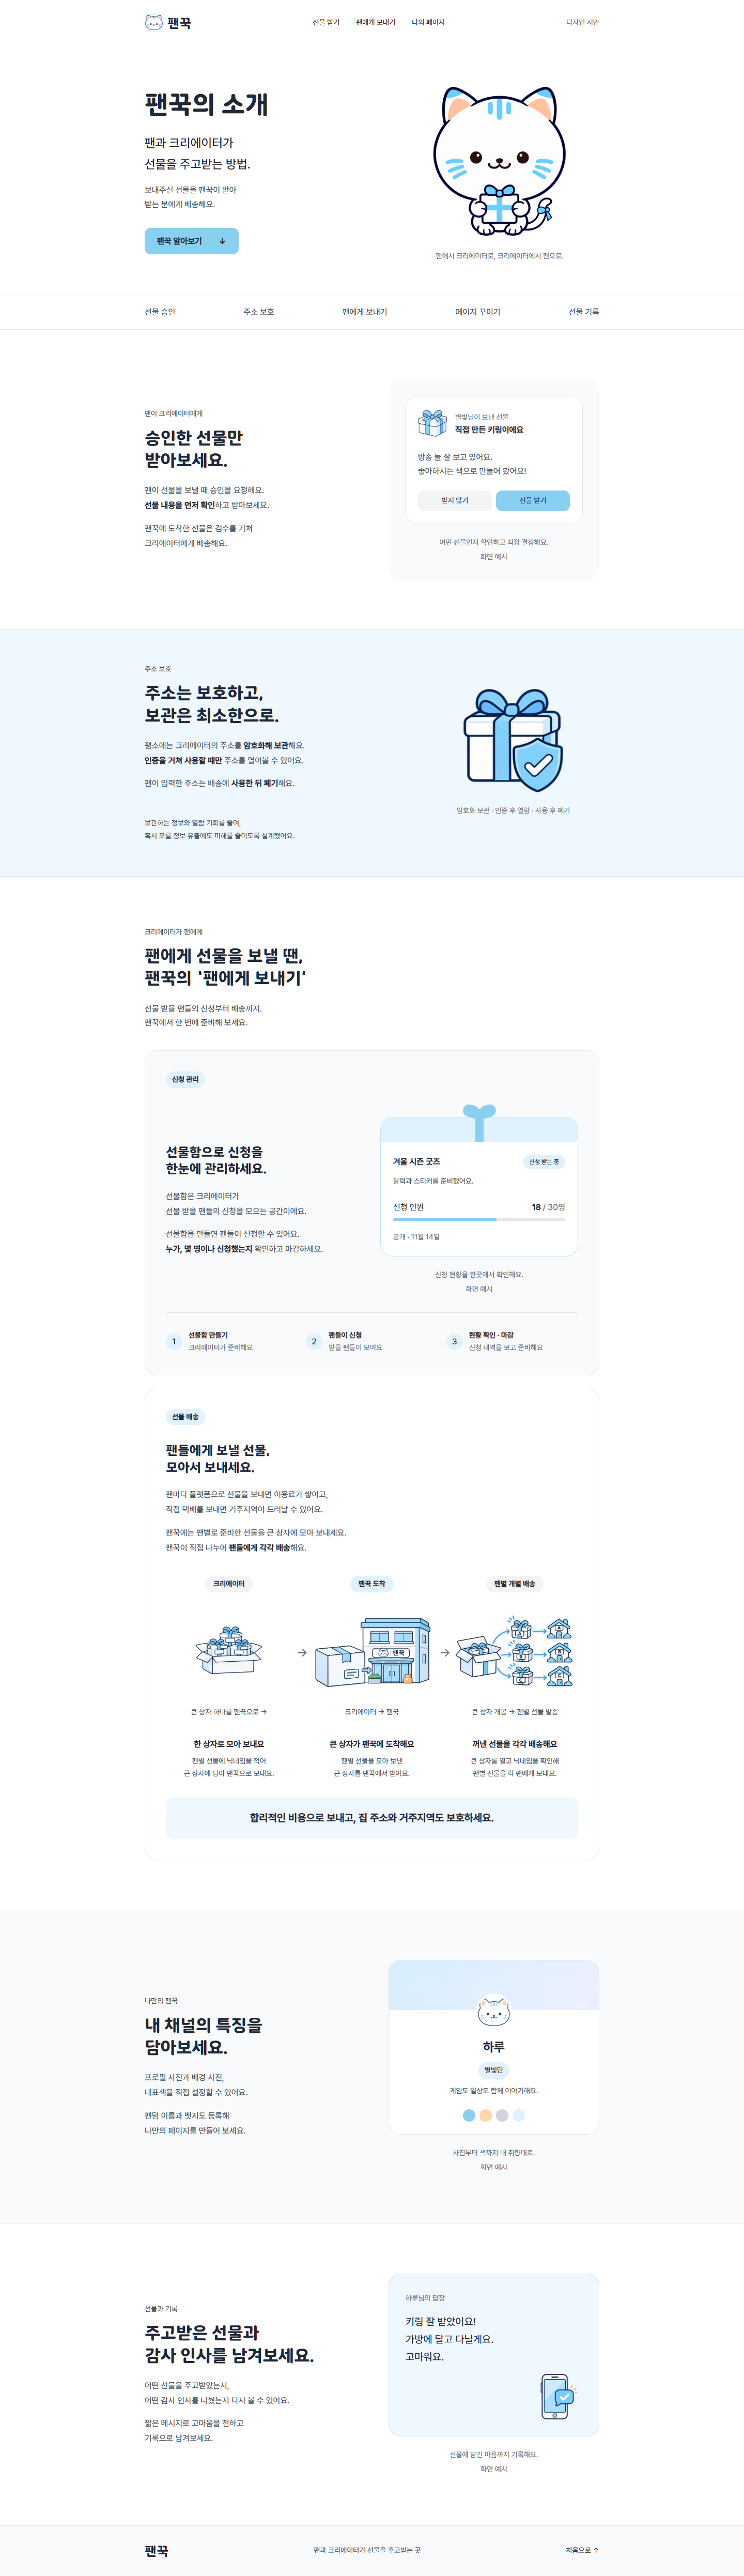 팬꾹
선물 받기
팬에게 보내기
나의 페이지
디자인 시안
팬꾹의 소개
팬과 크리에이터가
선물을 주고받는 방법.
보내주신 선물을 팬꾹이 받아
받는 분에게 배송해요.
팬꾹 알아보기 ↓
팬에서 크리에이터로, 크리에이터에서 팬으로.
선물 승인
주소 보호
팬에게 보내기
페이지 꾸미기
선물 기록
팬이 크리에이터에게
승인한 선물만
받아보세요.
팬이 선물을 보낼 때 승인을 요청해요.
선물 내용을 먼저 확인하고 받아보세요.
팬꾹에 도착한 선물은 검수를 거쳐
크리에이터에게 배송해요.
별빛님이 보낸 선물
직접 만든 키링이에요
방송 늘 잘 보고 있어요.
좋아하시는 색으로 만들어 봤어요!
받지 않기
선물 받기
어떤 선물인지 확인하고 직접 결정해요.
화면 예시
주소 보호
주소는 보호하고,
보관은 최소한으로.
평소에는 크리에이터의 주소를 암호화해 보관해요.
인증을 거쳐 사용할 때만 주소를 열어볼 수 있어요.
팬이 입력한 주소는 배송에 사용한 뒤 폐기해요.
보관하는 정보와 열람 기회를 줄여,
혹시 모를 정보 유출에도 피해를 줄이도록 설계했어요.
암호화 보관 · 인증 후 열람 · 사용 후 폐기
크리에이터가 팬에게
팬에게 선물을 보낼 땐,
팬꾹의 ‘팬에게 보내기’
선물 받을 팬들의 신청부터 배송까지.
팬꾹에서 한 번에 준비해 보세요.
신청 관리
선물함으로 신청을
한눈에 관리하세요.
선물함은 크리에이터가
선물 받을 팬들의 신청을 모으는 공간이에요.
선물함을 만들면 팬들이 신청할 수 있어요.
누가, 몇 명이나 신청했는지 확인하고 마감하세요.
겨울 시즌 굿즈
신청 받는 중
달력과 스티커를 준비했어요.
신청 인원
18 / 30명
공개 · 11월 14일
신청 현황을 한곳에서 확인해요.
화면 예시
1
선물함 만들기
크리에이터가 준비해요
2
팬들이 신청
받을 팬들이 모여요
3
현황 확인 · 마감
신청 내역을 보고 준비해요
선물 배송
팬들에게 보낼 선물,
모아서 보내세요.
팬마다 플랫폼으로 선물을 보내면 이용료가 쌓이고,
직접 택배를 보내면 거주지역이 드러날 수 있어요.
팬꾹에는 팬별로 준비한 선물을 큰 상자에 모아 보내세요.
팬꾹이 직접 나누어 팬들에게 각각 배송해요.
크리에이터
팬꾹 도착
팬별 개별 배송
→
팬꾹
→
큰 상자 하나를 팬꾹으로 →
크리에이터 → 팬꾹
큰 상자 개봉 → 팬별 선물 발송
한 상자로 모아 보내요
팬별 선물에 닉네임을 적어
큰 상자에 담아 팬꾹으로 보내요.
큰 상자가 팬꾹에 도착해요
팬별 선물을 모아 보낸
큰 상자를 팬꾹에서 받아요.
꺼낸 선물을 각각 배송해요
큰 상자를 열고 닉네임을 확인해
팬별 선물을 각 팬에게 보내요.
합리적인 비용으로 보내고, 집 주소와 거주지역도 보호하세요.
나만의 팬꾹
내 채널의 특징을
담아보세요.
프로필 사진과 배경 사진,
대표색을 직접 설정할 수 있어요.
팬덤 이름과 뱃지도 등록해
나만의 페이지를 만들어 보세요.
하루
별빛단
게임도 일상도 함께 이야기해요.
사진부터 색까지 내 취향대로.
화면 예시
선물과 기록
주고받은 선물과
감사 인사를 남겨보세요.
어떤 선물을 주고받았는지,
어떤 감사 인사를 나눴는지 다시 볼 수 있어요.
짧은 메시지로 고마움을 전하고
기록으로 남겨보세요.
하루님의 답장
키링 잘 받았어요!
가방에 달고 다닐게요.
고마워요.
선물에 담긴 마음까지 기록해요.
화면 예시
팬꾹
팬과 크리에이터가 선물을 주고받는 곳
처음으로 ↑